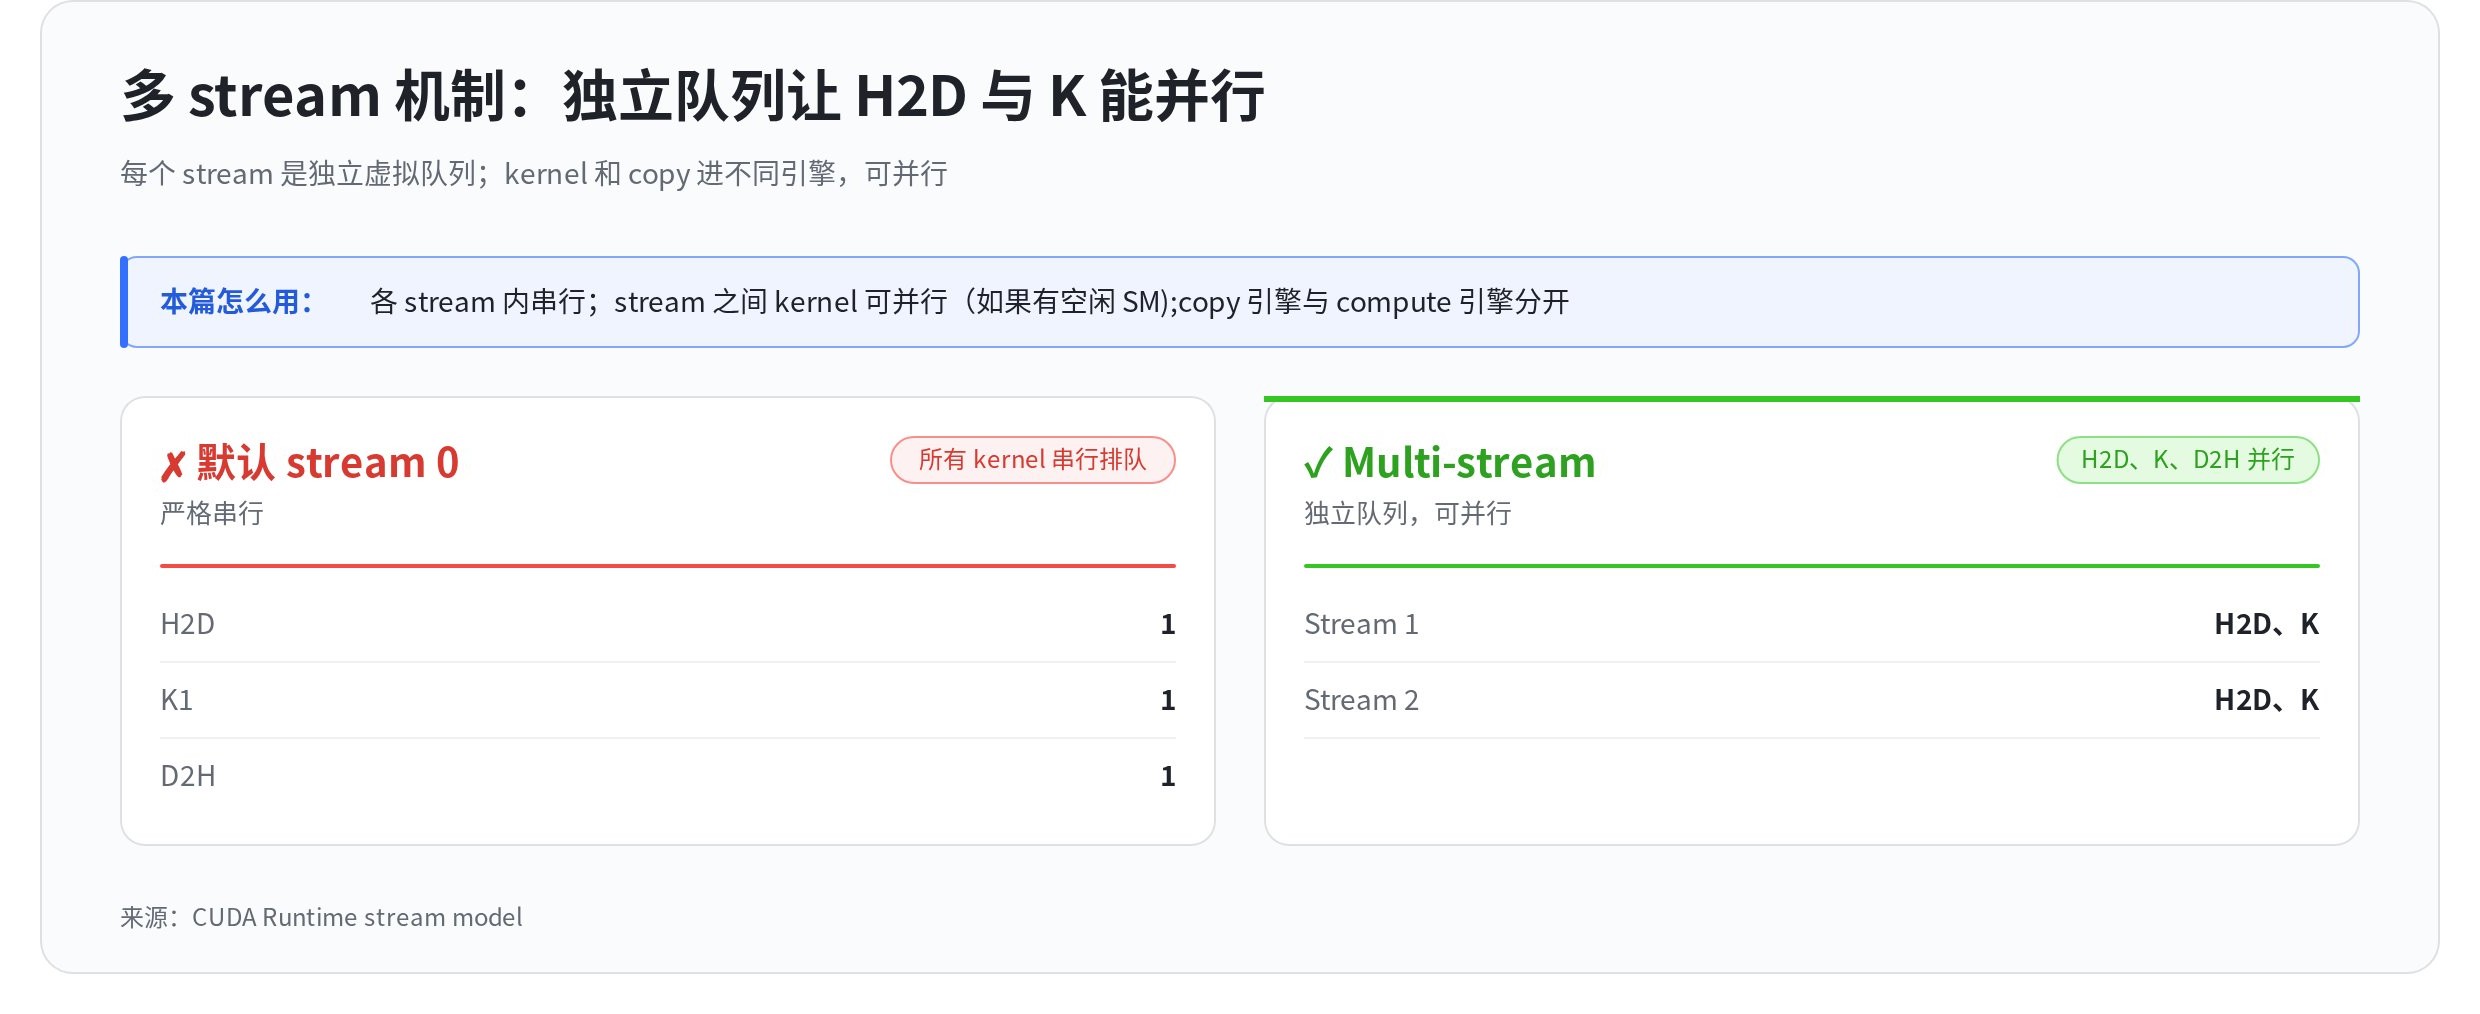 多 stream 机制：独立队列让 H2D 与 K 能并行
每个 stream 是独立虚拟队列；kernel 和 copy 进不同引擎，可并行
本篇怎么用： 各 stream 内串行；stream 之间 kernel 可并行（如果有空闲 SM);copy 引擎与 compute 引擎分开
✗ 默认 stream 0
所有 kernel 串行排队
严格串行
H2D 1
K1 1
D2H 1
✓ Multi-stream
H2D、K、D2H 并行
独立队列，可并行
Stream 1 H2D、K
Stream 2 H2D、K
来源：CUDA Runtime stream model